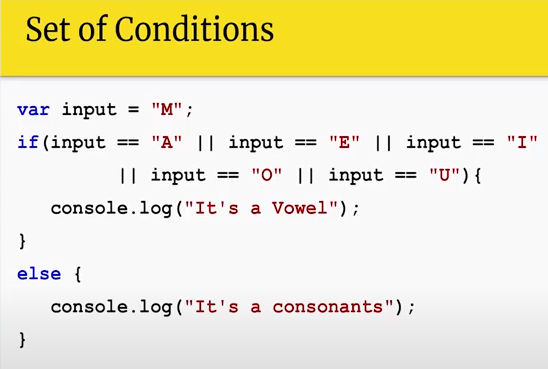 Set of Conditions
var input = "M";
if(input == "A" || input == "E" || input == "I"
|| input == "O" || input == "U"){
console.log("It's a Vowel");
}
else {
console.log("It's a consonants");
}